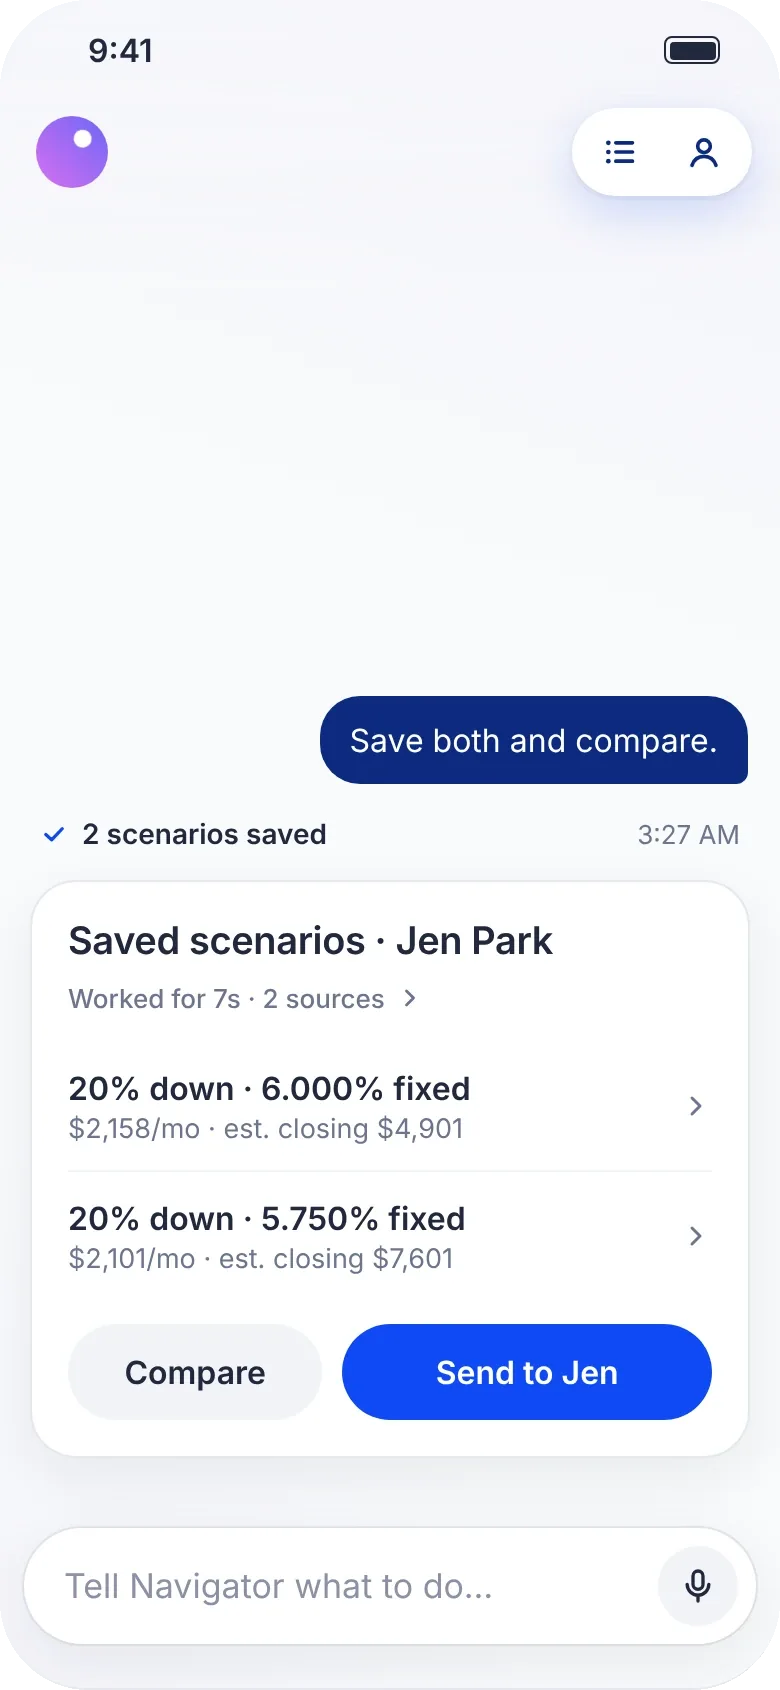 9:41
Save both and compare.
2 scenarios saved
3:27 AM
Saved scenarios · Jen Park
Worked for 7s · 2 sources
20% down · 6.000% fixed
$2,158/mo · est. closing $4,901
20% down · 5.750% fixed
$2,101/mo · est. closing $7,601
Compare
Send to Jen
Tell Navigator what to do...